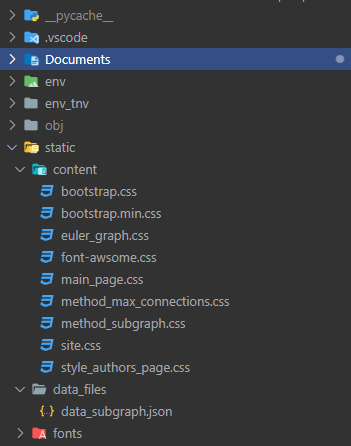 __pycache__
.vscode
Documents
env
env_tnv
obj
static
content
bootstrap.css
bootstrap.min.css
euler_graph.css
font-awsome.css
main_page.css
method_max_connections.css
method_subgraph.css
site.css
style_authors_page.css
data_files
data_subgraph.json
fonts